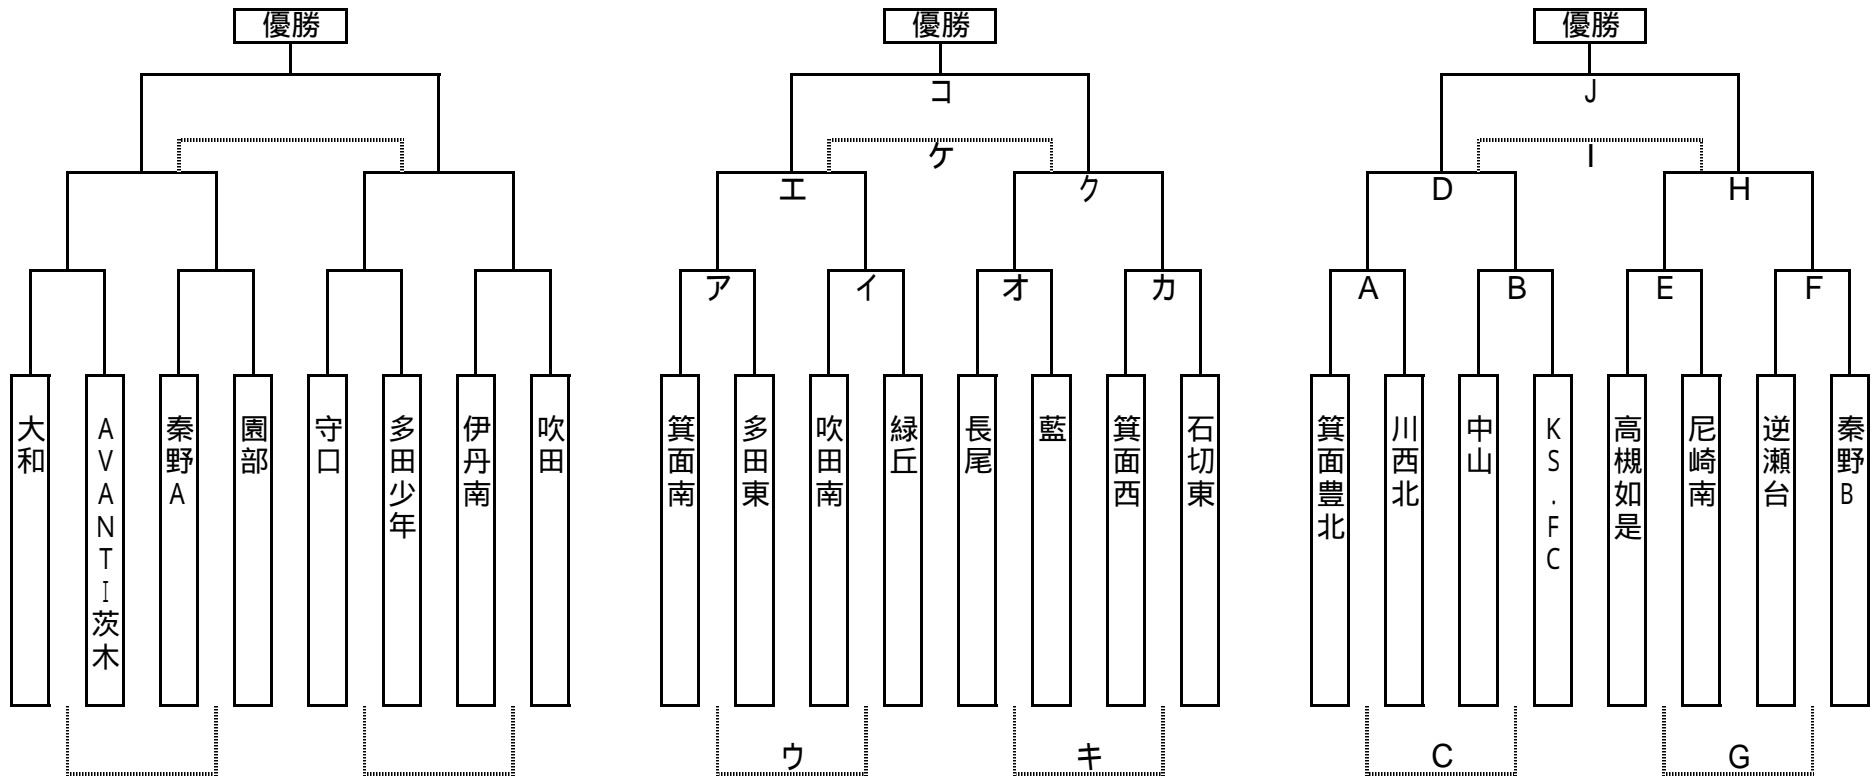 優勝
優勝
優勝
コ
J
ケ
I
エ
ク
D
H
ア
イ
オ
カ
A
B
E
F
大和
AVANTI茨木
秦野A
園部
守口
多田少年
伊丹南
吹田
箕面南
多田東
吹田南
緑丘
長尾
藍
箕面西
石切東
箕面豊北
川西北
中山
KS.FC
高槻如是
尼崎南
逆瀬台
秦野B
ウ
キ
C
G